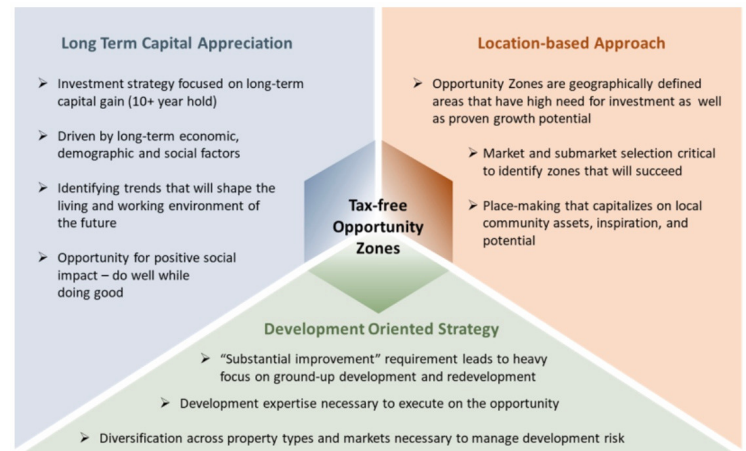 Long Term Capital Appreciation
➢ Investment strategy focused on long-term
capital gain (10+ year hold)
➢ Driven by long-term economic,
demographic and social factors
➢ Identifying trends that will shape the
living and working environment of
the future
➢ Opportunity for positive social
impact – do well while
doing good
Location-based Approach
➢ Opportunity Zones are geographically defined
areas that have high need for investment as well
as proven growth potential
➢ Market and submarket selection critical
to identify zones that will succeed
➢ Place-making that capitalizes on local
community assets, inspiration, and
potential
Tax-free
Opportunity
Zones
Development Oriented Strategy
➢ “Substantial improvement” requirement leads to heavy
focus on ground-up development and redevelopment
➢ Development expertise necessary to execute on the opportunity
➢ Diversification across property types and markets necessary to manage development risk